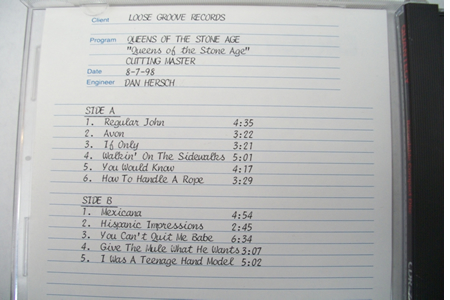 Client LOOSE GROOVE RECORDS
Program QUEENS OF THE STONE AGE
"Queens of the Stone Age"
CUTTING MASTER
Date 8-7-98
Engineer DAN HERSCH
SIDE A
1. Regular John 4:35
2. Avon 3:22
3. If Only 3:21
4. Walkin' On The Sidewalks 5:01
5. You Would Know 4:17
6. How To Handle A Rope 3:29
SIDE B
1. Mexicana 4:54
2. Hispanic Impressions 2:45
3. You Can't Quit Me Babe 6:34
4. Give The Mule What He Wants 3:07
5. I Was A Teenage Hand Model 5:02